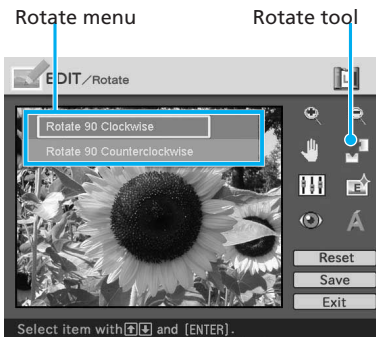 Rotate menu Rotate tool
EDIT/Rotate
Rotate 90 Clockwise
Rotate 90 Counterclockwise
E
A
Reset
Save
Exit
Select item with[↑][↓] and [ENTER].